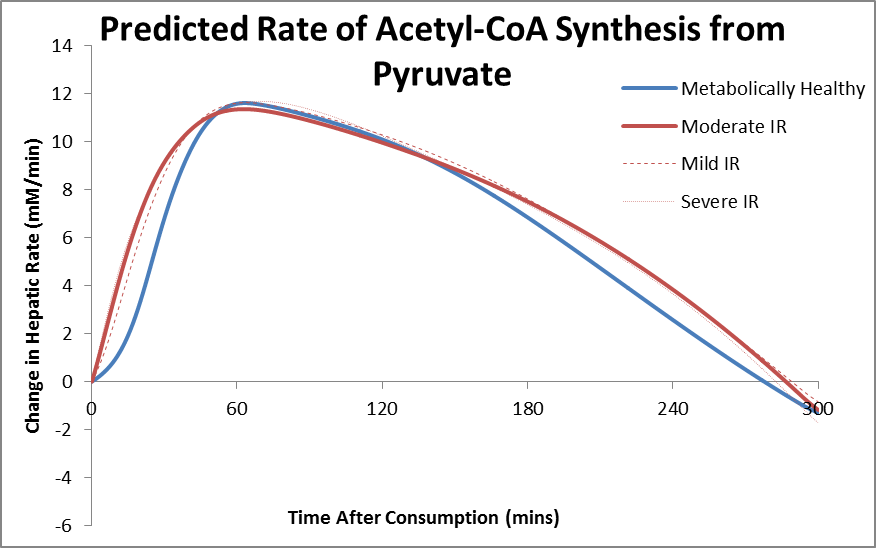 Predicted Rate of Acetyl-CoA Synthesis from
Pyruvate
14
12
10
8
6
4
2
0
-2
-4
-6
Change in Hepatic Rate (mM/min)
Metabolically Healthy
Moderate IR
Mild IR
Severe IR
0
60
120
180
240
300
Time After Consumption (mins)